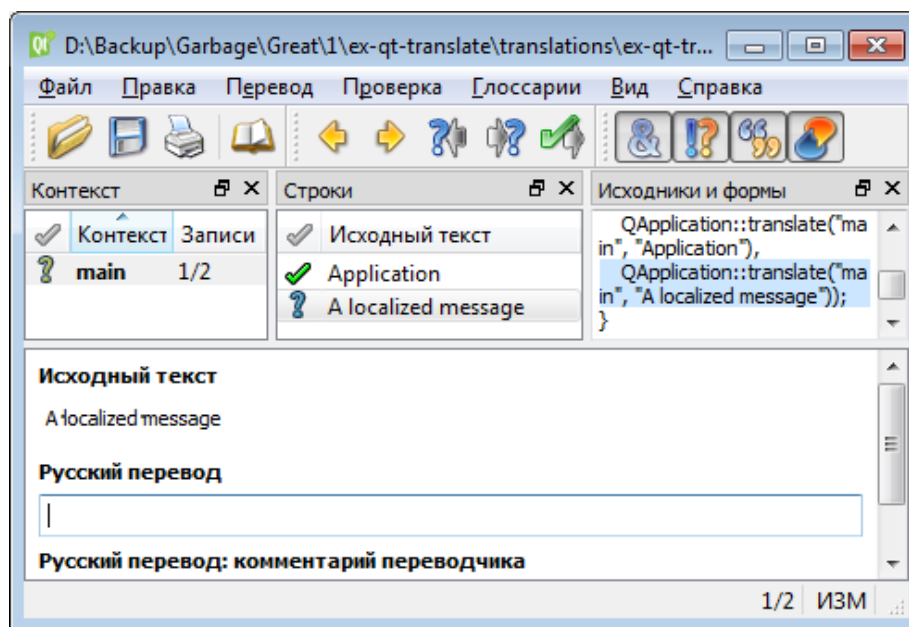 D:\Backup\Garbage\Great\1\ex-qt-translate\translations\ex-qt-tr...
Файл Правка Перевод Проверка Глоссарии Вид Справка
Контекст
Контекст Записи
main 1/2
Строки
Исходный текст
Application
A localized message
Исходники и формы
QApplication::translate("ma
in", "Application"),
QApplication::translate("ma
in", "A localized message"));
}
Исходный текст
A localized message
Русский перевод
Русский перевод: комментарий переводчика
1/2 ИЗМ